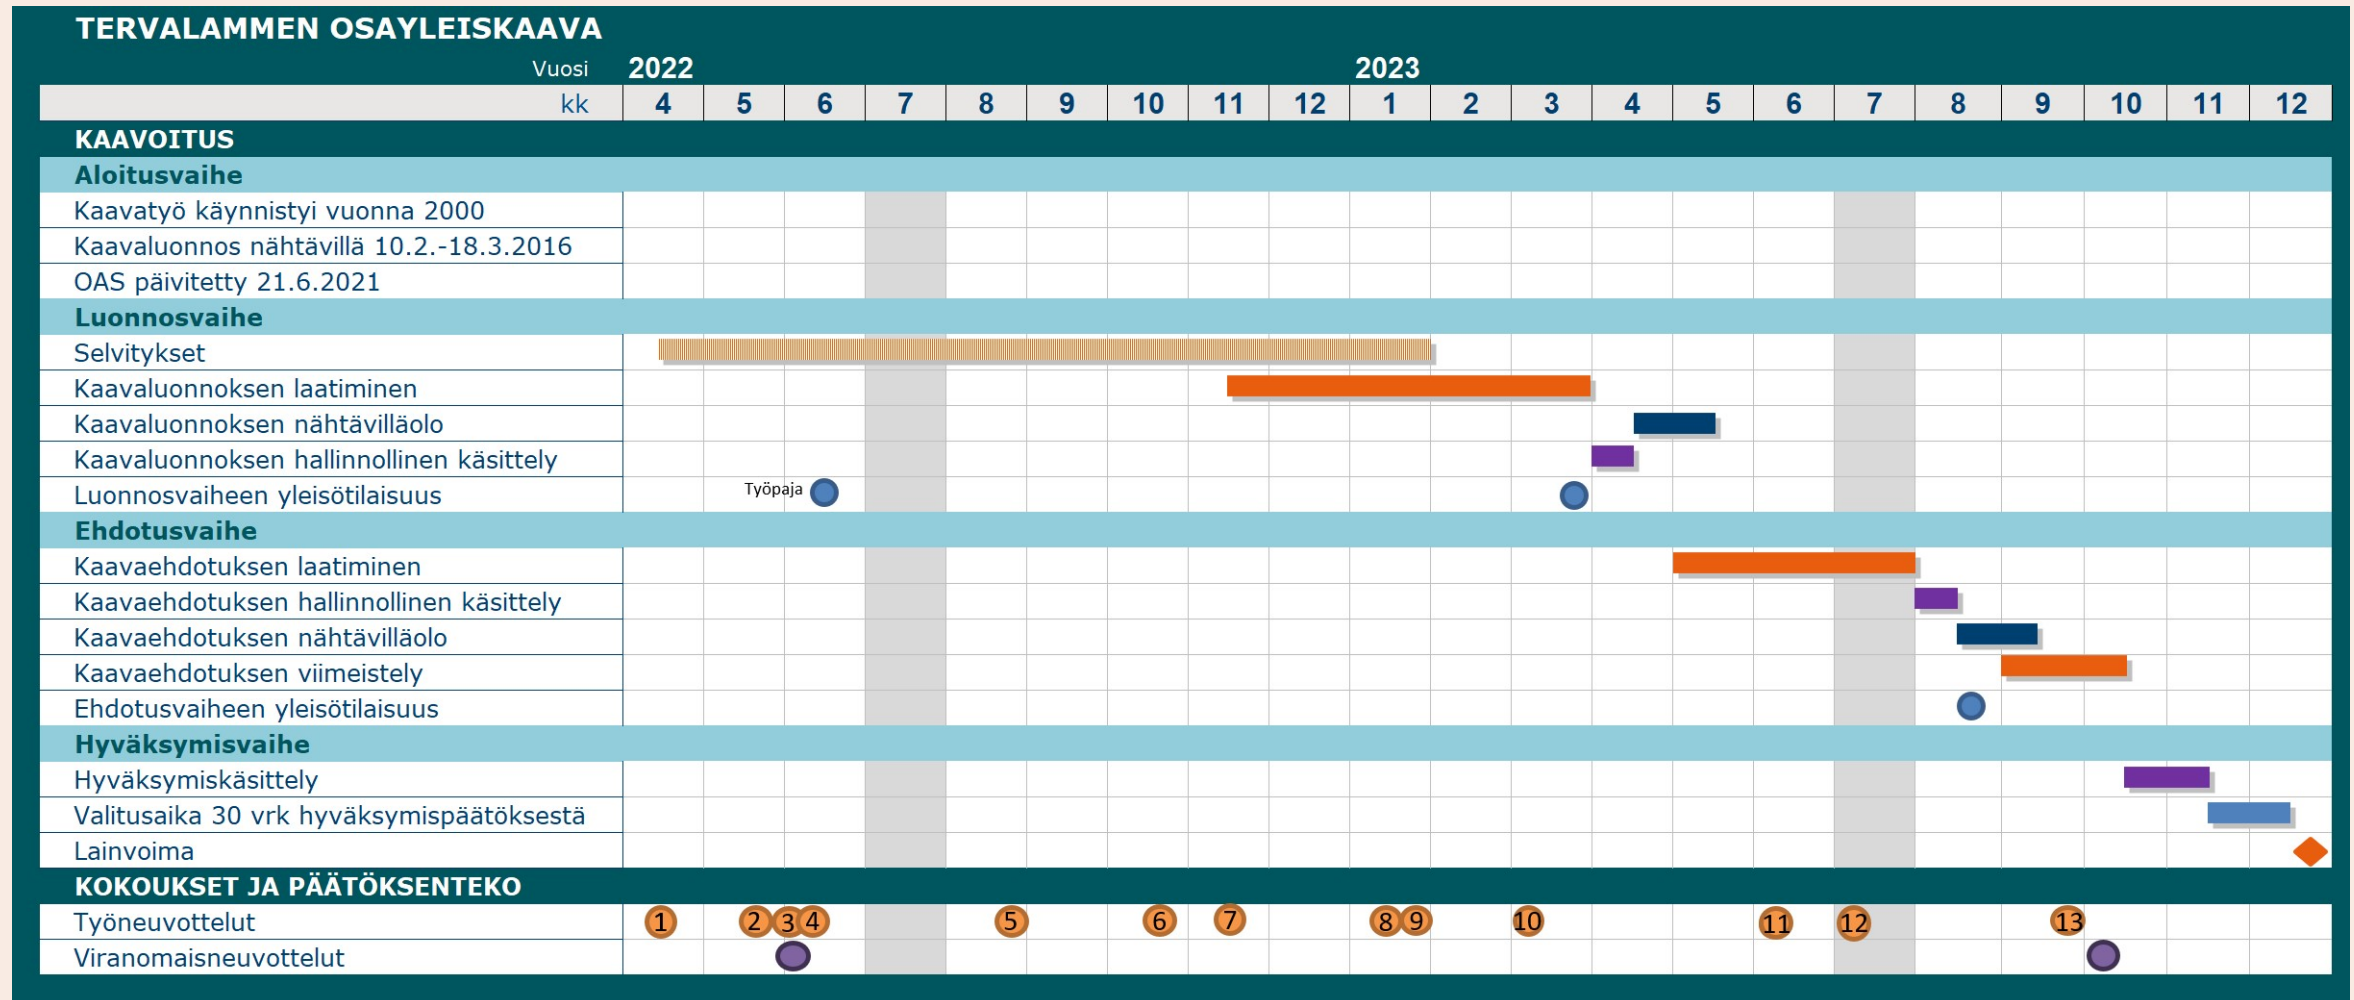 TERVALAMMEN OSAYLEISKAAVA
Vuosi 2022 2023
kk 4 5 6 7 8 9 10 11 12 1 2 3 4 5 6 7 8 9 10 11 12
KAAVOITUS
Aloitusvaihe
Kaavatyö käynnistyi vuonna 2000
Kaavaluonnos nähtävillä 10.2.-18.3.2016
OAS päivitetty 21.6.2021
Luonnosvaihe
Selvitykset
Kaavaluonnoksen laatiminen
Kaavaluonnoksen nähtävilläolo
Kaavaluonnoksen hallinnollinen käsittely
Luonnosvaiheen yleisötilaisuus Työpaja
Ehdotusvaihe
Kaavaehdotuksen laatiminen
Kaavaehdotuksen hallinnollinen käsittely
Kaavaehdotuksen nähtävilläolo
Kaavaehdotuksen viimeistely
Ehdotusvaiheen yleisötilaisuus
Hyväksymisvaihe
Hyväksymiskäsittely
Valitusaika 30 vrk hyväksymispäätöksestä
Lainvoima
KOKOUKSET JA PÄÄTÖKSENTEKO
Työneuvottelut 1 2 3 4 5 6 7 8 9 10 11 12 13
Viranomaisneuvottelut